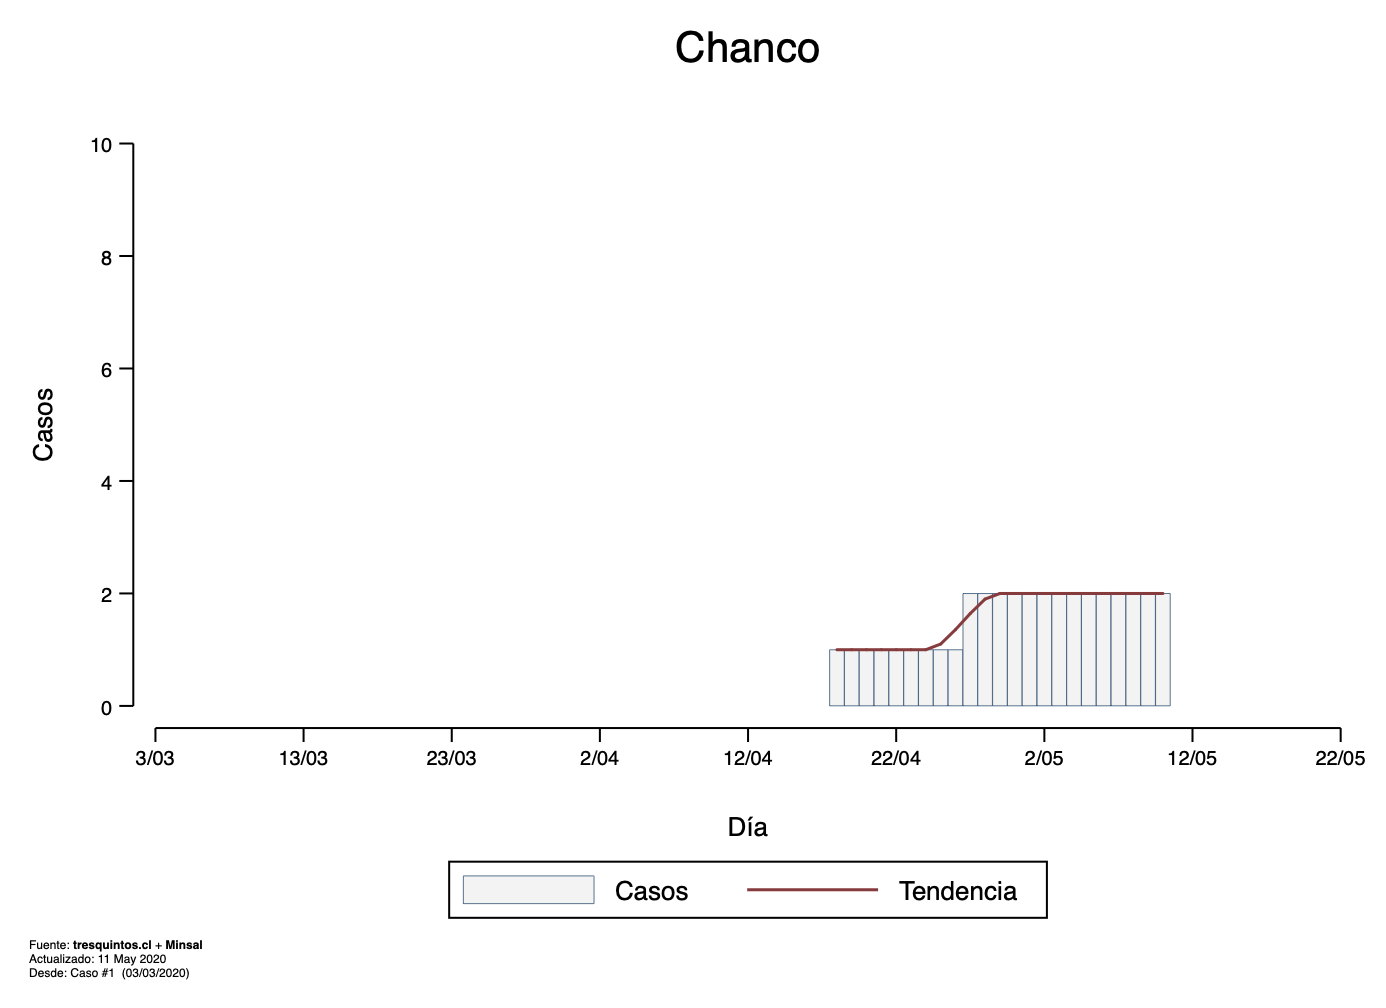 Chanco
10
8
6
4
2
0
Casos
3/03 13/03 23/03 2/04 12/04 22/04 2/05 12/05 22/05
Día
Casos Tendencia
Fuente: tresquintos.cl + Minsal
Actualizado: 11 May 2020
Desde: Caso #1 (03/03/2020)